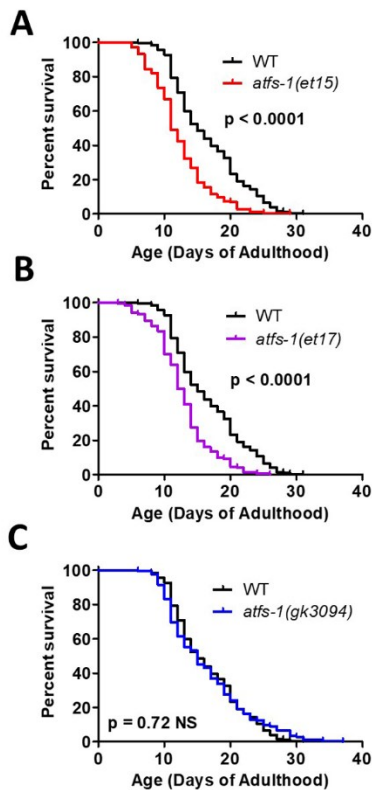 A
100
80
60
40
20
0
Percent survival
WT
atfs-1(et15)
p < 0.0001
0 10 20 30 40
Age (Days of Adulthood)
B
100
80
60
40
20
0
Percent survival
WT
atfs-1(et17)
p < 0.0001
0 10 20 30 40
Age (Days of Adulthood)
C
100
80
60
40
20
0
Percent survival
WT
atfs-1(gk3094)
p = 0.72 NS
0 10 20 30 40
Age (Days of Adulthood)